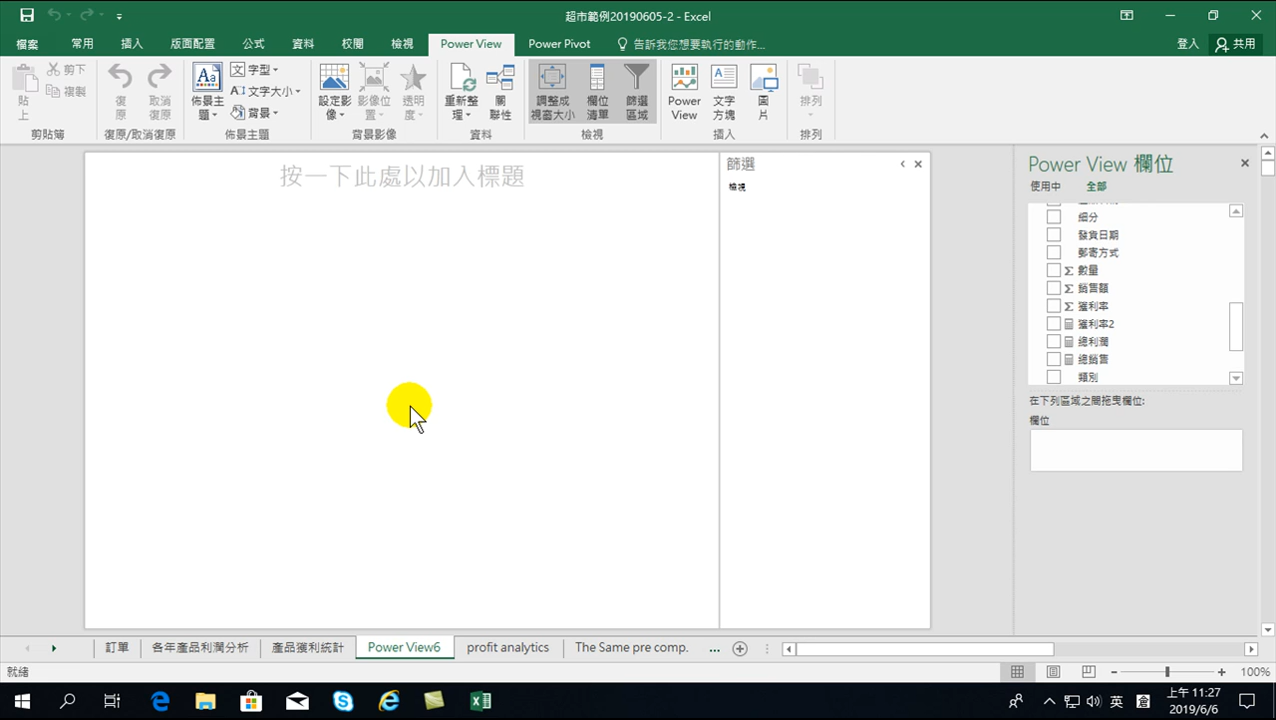 超市範例20190605-2 - Excel
檔案 常用 插入 版面配置 公式 資料 校閱 檢視 Power View Power Pivot 告訴我您想要執行的動作... 登入 共用
貼上 剪下 複製 復原 取消復原 佈景主題 字型 文字大小 背景 設定影像 影像位置 透明度 重新整理 關聯性 調整成視窗大小 欄位清單 篩選區域 Power View 文字方塊 圖片 排列
剪貼簿 復原/取消復原 佈景主題 背景影像 資料 檢視 插入 排列
按一下此處以加入標題
篩選
檢視
Power View 欄位
使用中 全部
細分
發貨日期
郵寄方式
Σ 數量
Σ 銷售額
Σ 獲利率
獲利率2
總利潤
總銷售
類別
在下列區域之間拖曳欄位:
欄位
訂單 各年產品利潤分析 產品獲利統計 Power View6 profit analytics The Same pre comp. ...
就緒 100%
英 上午 11:27
2019/6/6